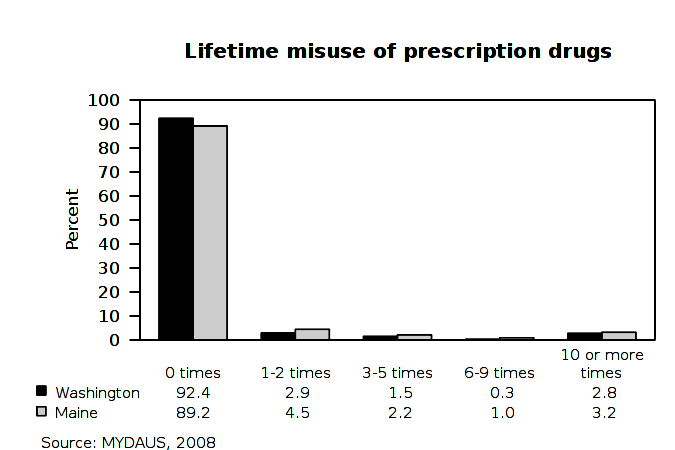 Lifetime misuse of prescription drugs
100
90
80
70
60
50
40
30
20
10
0
Percent
10 or more
0 times 1-2 times 3-5 times 6-9 times times
Washington 92.4 2.9 1.5 0.3 2.8
Maine 89.2 4.5 2.2 1.0 3.2
Source: MYDAUS, 2008